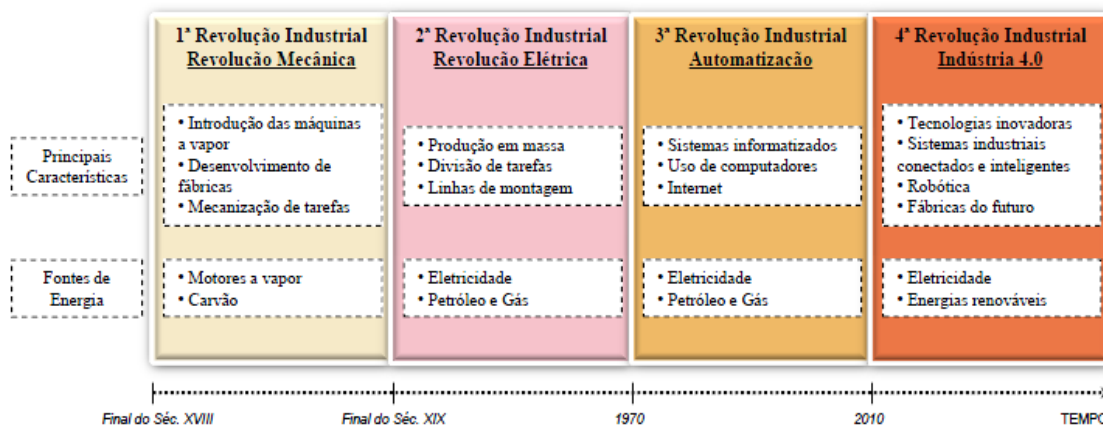 1ª Revolução Industrial
Revolução Mecânica
2ª Revolução Industrial
Revolução Elétrica
3ª Revolução Industrial
Automatização
4ª Revolução Industrial
Indústria 4.0
Principais
Características
• Introdução das máquinas
a vapor
• Desenvolvimento de
fábricas
• Mecanização de tarefas
• Produção em massa
• Divisão de tarefas
• Linhas de montagem
• Sistemas informatizados
• Uso de computadores
• Internet
• Tecnologias inovadoras
• Sistemas industriais
conectados e inteligentes
• Robótica
• Fábricas do futuro
Fontes de
Energia
• Motores a vapor
• Carvão
• Eletricidade
• Petróleo e Gás
• Eletricidade
• Petróleo e Gás
• Eletricidade
• Energias renováveis
Final do Séc. XVIII
Final do Séc. XIX
1970
2010
TEMPO